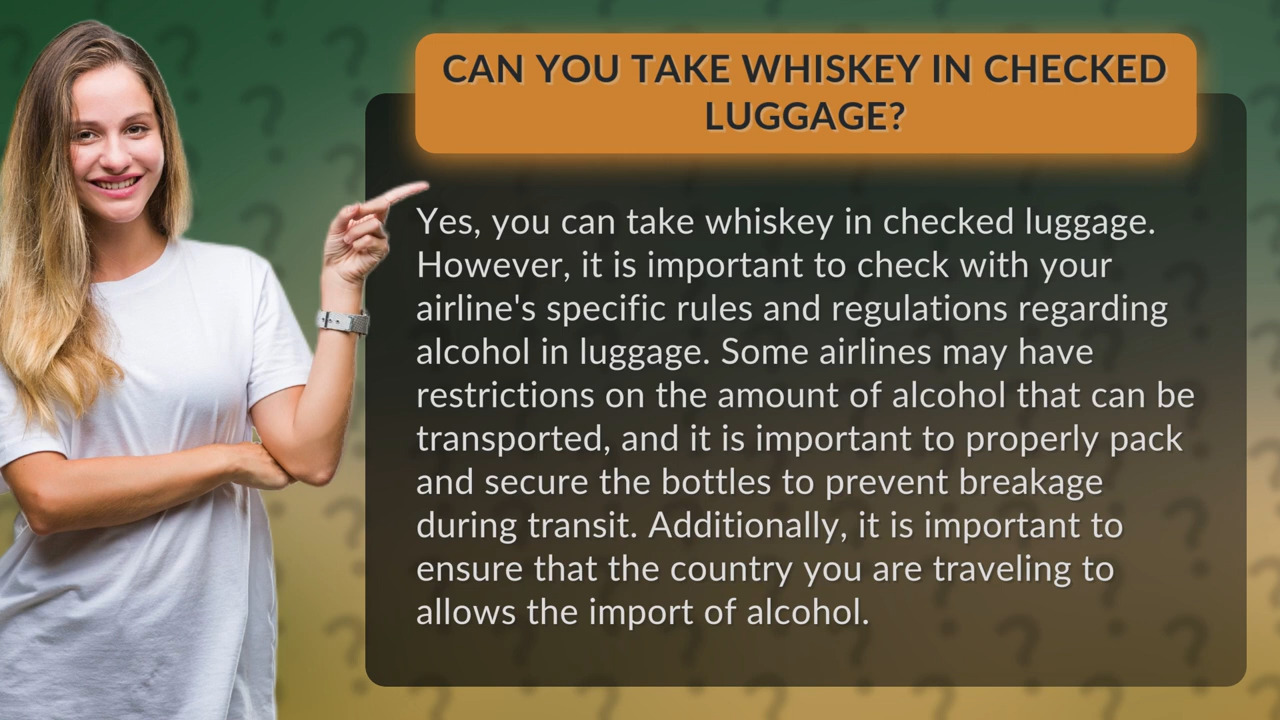 CAN YOU TAKE WHISKEY IN CHECKED
LUGGAGE?
Yes, you can take whiskey in checked luggage.
However, it is important to check with your
airline's specific rules and regulations regarding
alcohol in luggage. Some airlines may have
restrictions on the amount of alcohol that can be
transported, and it is important to properly pack
and secure the bottles to prevent breakage
during transit. Additionally, it is important to
ensure that the country you are traveling to
allows the import of alcohol.